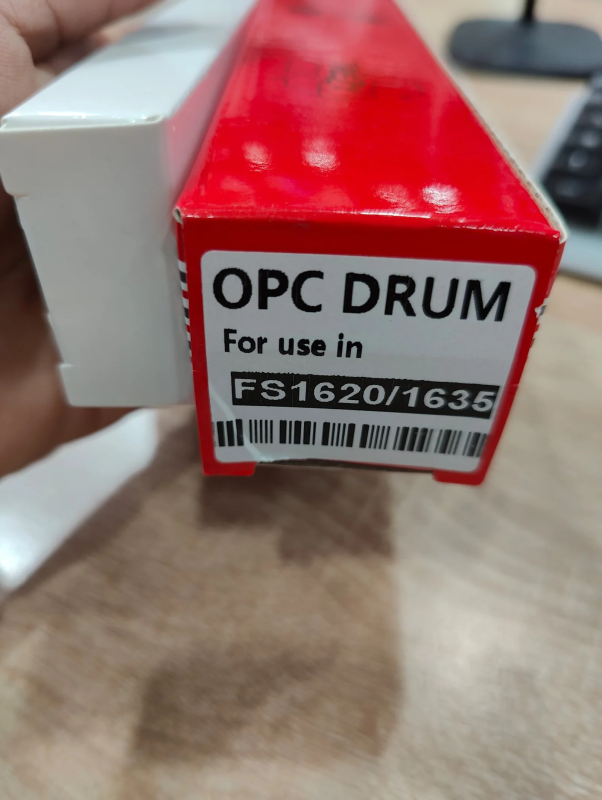 OPC DRUM
For use in
FS1620/1635